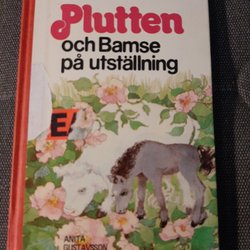 Plutten
och Bamse
på utställning
E
ANITA
GUSTAVSSON